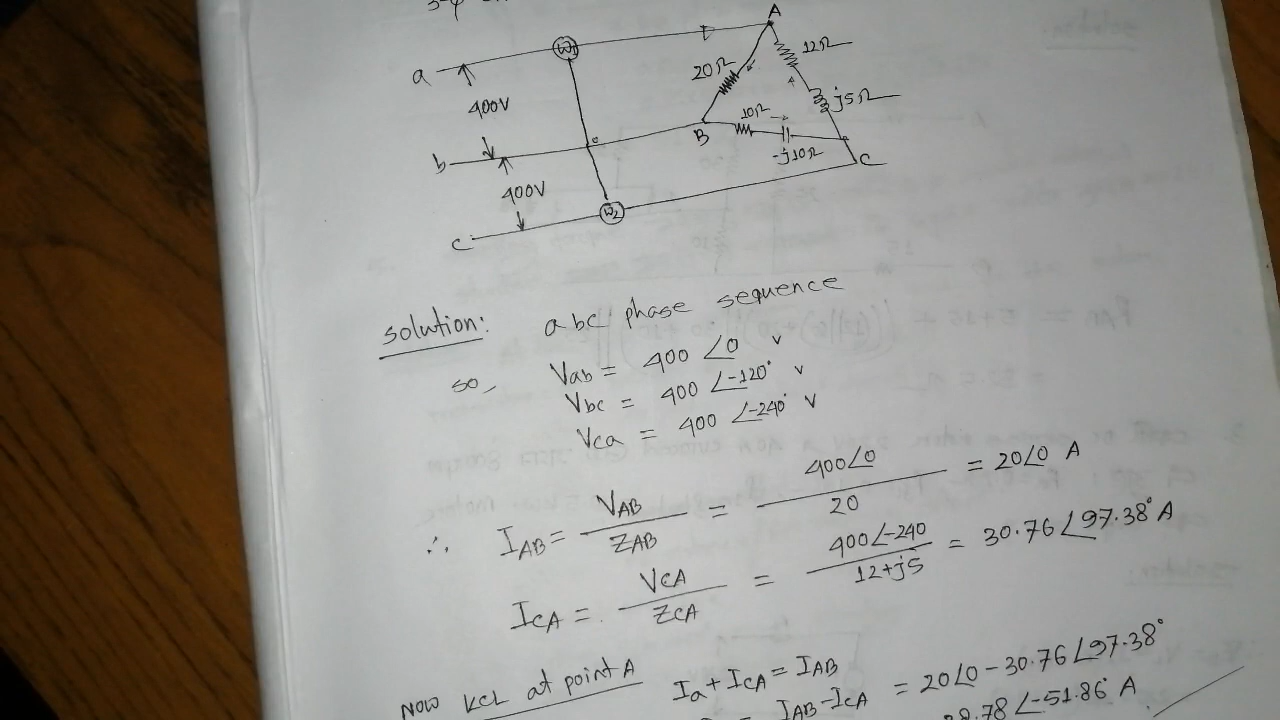 3-φ
A
a
W1
12Ω
20Ω
400V
j5Ω
10Ω
B
-j10Ω
C
b
400V
W2
c
solution: abc phase sequence
so, Vab = 400 ∠0 V
Vbc = 400 ∠-120° V
Vca = 400 ∠-240° V
∴ IAB = VAB / ZAB = 400∠0 / 20 = 20∠0 A
ICA = VCA / ZCA = 400∠-240 / 12+j5 = 30.76 ∠97.38° A
NOW KCL at point A Ia + ICA = IAB
= IAB - ICA = 20∠0 - 30.76 ∠97.38°
∠-51.86° A